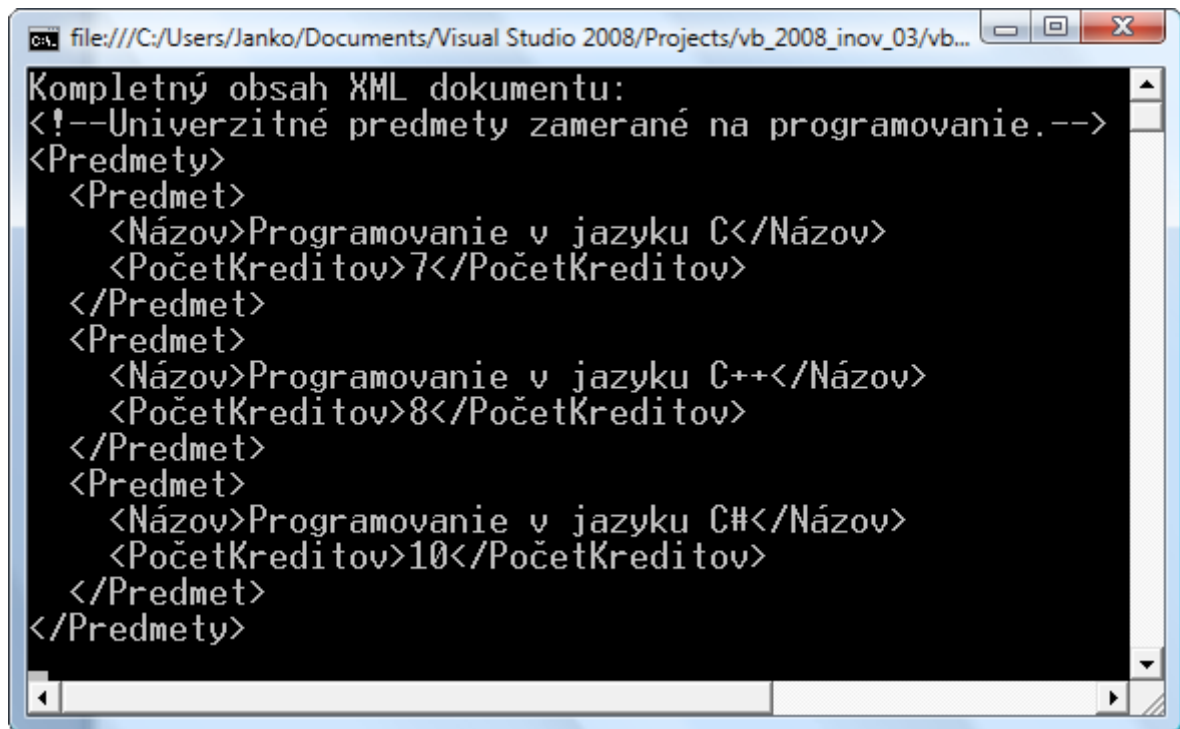 file:///C:/Users/Janko/Documents/Visual Studio 2008/Projects/vb_2008_inov_03/vb...
Kompletný obsah XML dokumentu:
<!--Univerzitné predmety zamerané na programovanie.-->
<Predmety>
  <Predmet>
    <Názov>Programovanie v jazyku C</Názov>
    <PočetKreditov>7</PočetKreditov>
  </Predmet>
  <Predmet>
    <Názov>Programovanie v jazyku C++</Názov>
    <PočetKreditov>8</PočetKreditov>
  </Predmet>
  <Predmet>
    <Názov>Programovanie v jazyku C#</Názov>
    <PočetKreditov>10</PočetKreditov>
  </Predmet>
</Predmety>